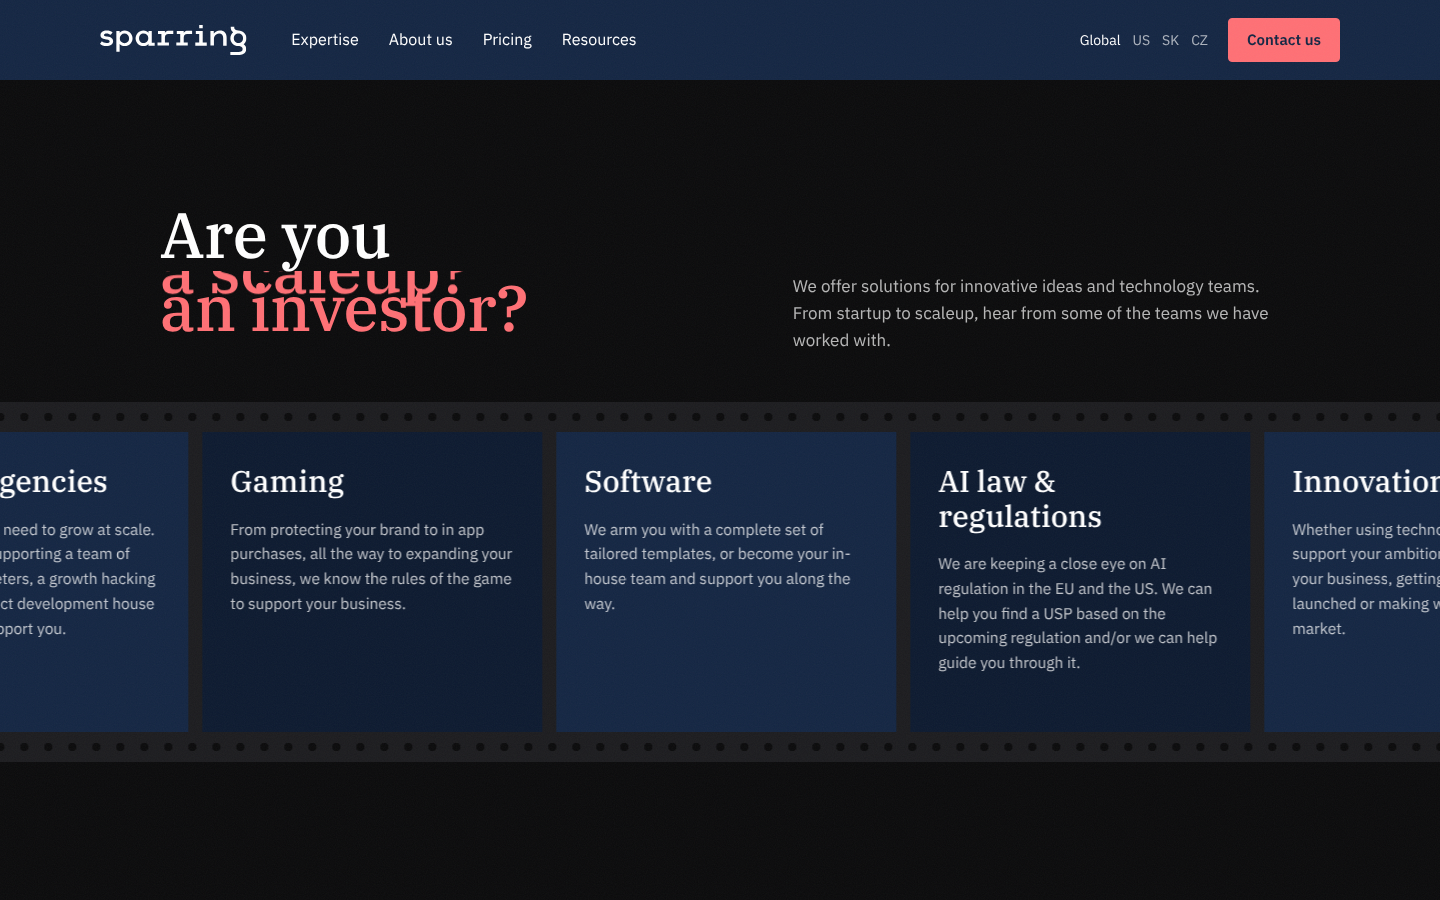 sparring
Expertise
About us
Pricing
Resources
Global
US
SK
CZ
Contact us
Are you
a scaleup?
an investor?
We offer solutions for innovative ideas and technology teams.
From startup to scaleup, hear from some of the teams we have
worked with.
gencies
need to grow at scale.
pporting a team of
eters, a growth hacking
ct development house
pport you.
Gaming
From protecting your brand to in app
purchases, all the way to expanding your
business, we know the rules of the game
to support your business.
Software
We arm you with a complete set of
tailored templates, or become your in-
house team and support you along the
way.
AI law &
regulations
We are keeping a close eye on AI
regulation in the EU and the US. We can
help you find a USP based on the
upcoming regulation and/or we can help
guide you through it.
Innovation
Whether using techno
support your ambition
your business, getting
launched or making w
market.